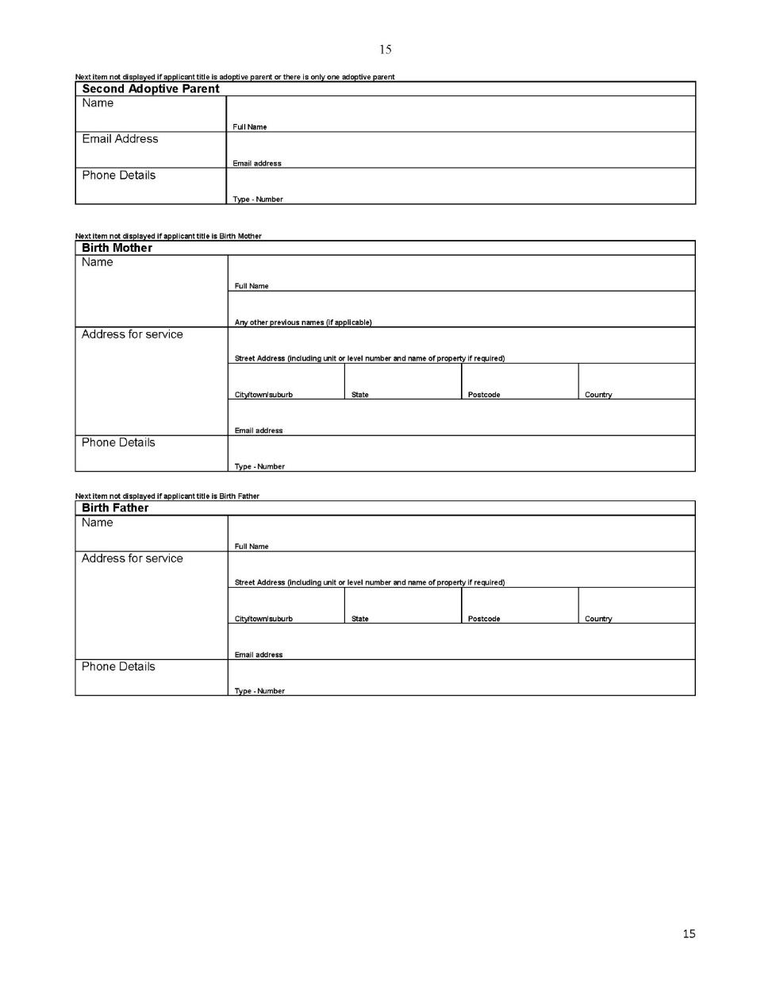 15
Next item not displayed if applicant title is adoptive parent or there is only one adoptive parent
Second Adoptive Parent
Name
Full Name
Email Address
Email address
Phone Details
Type - Number
Next item not displayed if applicant title is Birth Mother
Birth Mother
Name
Full Name
Any other previous names (if applicable)
Address for service
Street Address (including unit or level number and name of property if required)
City/town/suburb State Postcode Country
Email address
Phone Details
Type - Number
Next item not displayed if applicant title is Birth Father
Birth Father
Name
Full Name
Address for service
Street Address (including unit or level number and name of property if required)
City/town/suburb State Postcode Country
Email address
Phone Details
Type - Number
15